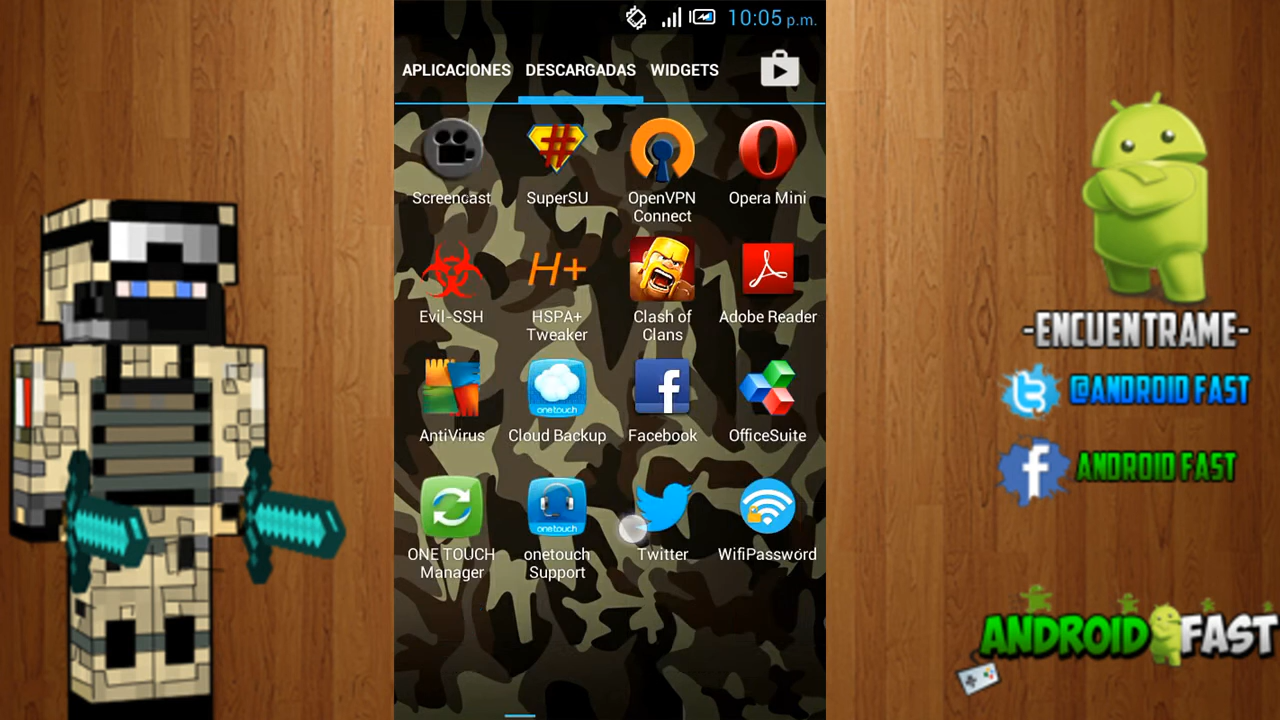 10:05 p.m.
APLICACIONES DESCARGADAS WIDGETS
Screencast SuperSU OpenVPN Connect Opera Mini
Evil-SSH HSPA+ Tweaker Clash of Clans Adobe Reader
H+
AntiVirus Cloud Backup Facebook OfficeSuite
onetouch
ONE TOUCH Manager onetouch Support Twitter WifiPassword
onetouch
-ENCUENTRAME-
@ANDROID FAST
ANDROID FAST
ANDROID FAST